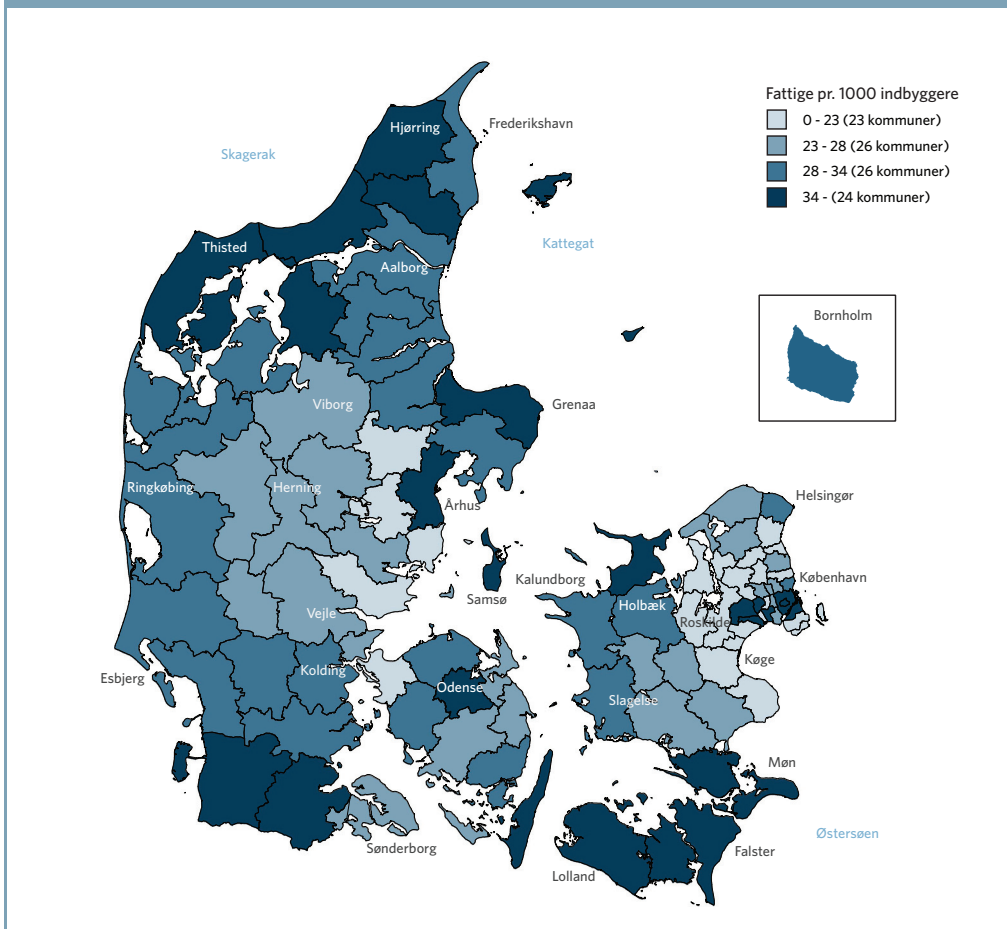 Fattige pr. 1000 indbyggere
0 - 23 (23 kommuner)
23 - 28 (26 kommuner)
28 - 34 (26 kommuner)
34 - (24 kommuner)
Hjørring
Frederikshavn
Skagerak
Kattegat
Thisted
Aalborg
Bornholm
Viborg
Grenaa
Ringkøbing
Herning
Århus
Helsingør
Kalundborg
København
Samsø
Holbæk
Vejle
Roskilde
Køge
Esbjerg
Kolding
Odense
Slagelse
Møn
Østersøen
Sønderborg
Falster
Lolland